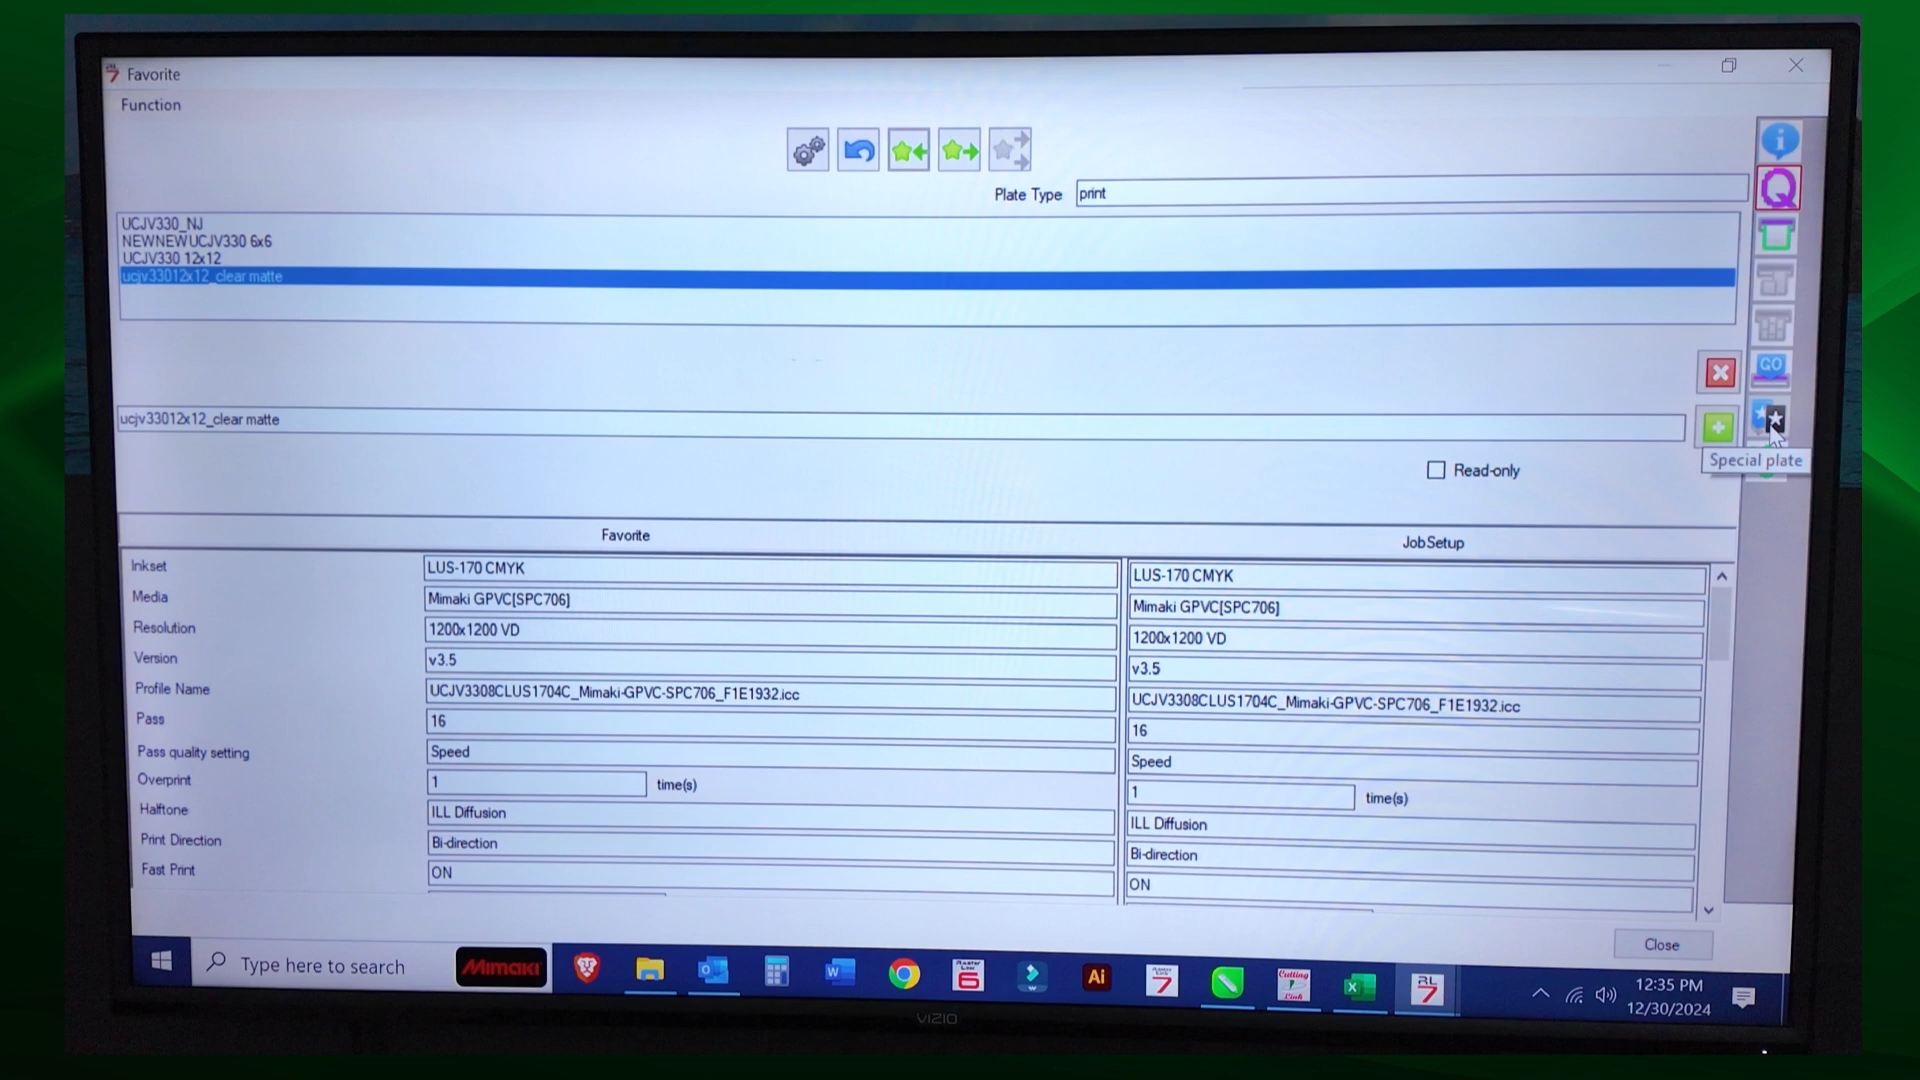 Favorite
Function
Plate Type print
UCJV330_NJ
NEWNEWUCJV330 6x6
UCJV330 12x12
ucjv33012x12_clear matte
GO
ucjv33012x12_clear matte
Special plate
Read-only
Favorite JobSetup
Inkset LUS-170 CMYK LUS-170 CMYK
Media Mimaki GPVC[SPC706] Mimaki GPVC[SPC706]
Resolution 1200x1200 VD 1200x1200 VD
Version v3.5 v3.5
Profile Name UCJV3308CLUS1704C_Mimaki-GPVC-SPC706_F1E1932.icc UCJV3308CLUS1704C_Mimaki-GPVC-SPC706_F1E1932.icc
Pass 16 16
Pass quality setting Speed Speed
Overprint 1 time(s) 1 time(s)
Halftone ILL Diffusion ILL Diffusion
Print Direction Bi-direction Bi-direction
Fast Print ON ON
Close
Type here to search Mimaki Ai 12:35 PM
12/30/2024
VIZIO